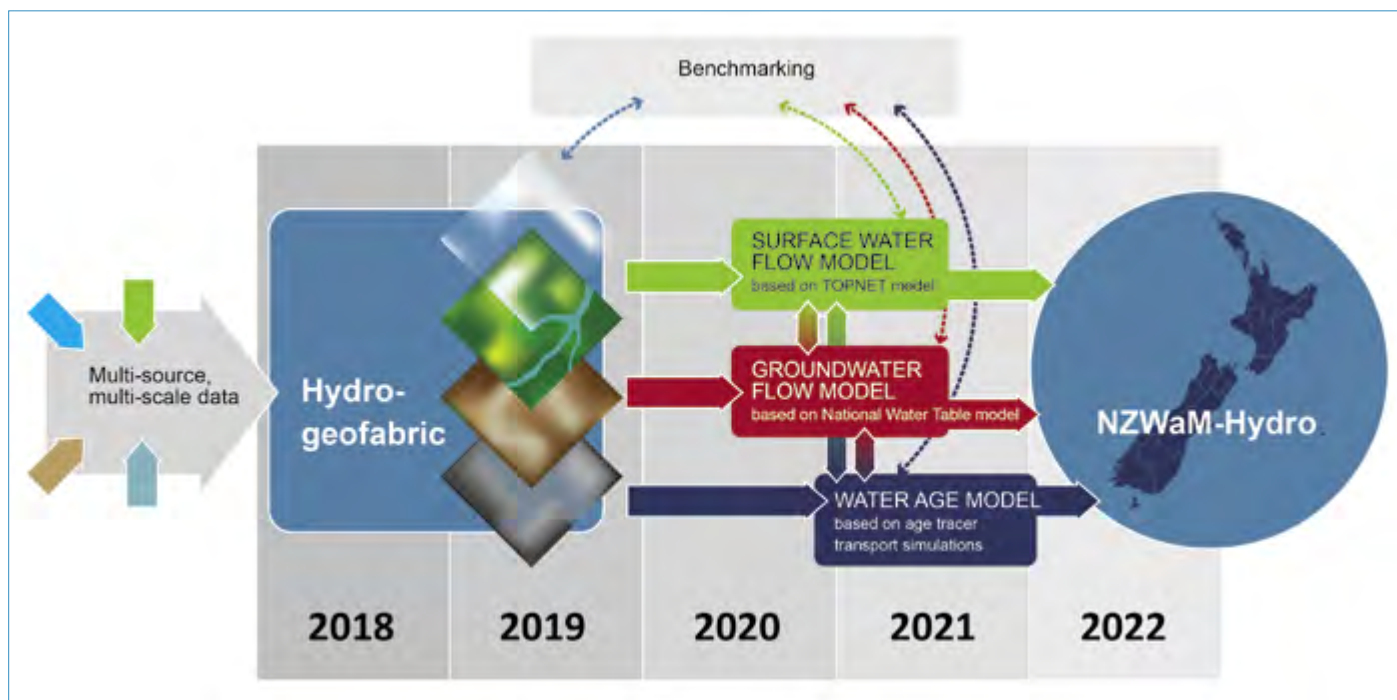 Benchmarking
Multi-source,
multi-scale data
Hydro-
geofabric
SURFACE WATER
FLOW MODEL
based on TOPNET model
GROUNDWATER
FLOW MODEL
based on National Water Table model
WATER AGE MODEL
based on age tracer
transport simulations
NZWaM-Hydro
2018
2019
2020
2021
2022